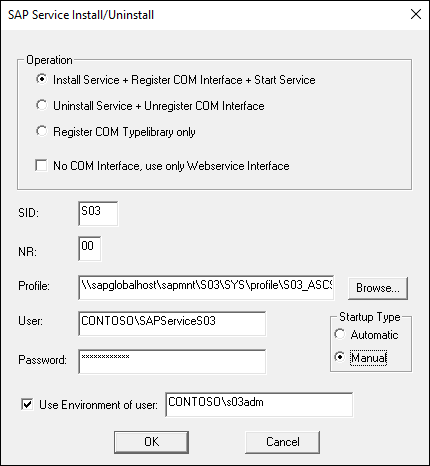 SAP Service Install/Uninstall
Operation
Install Service + Register COM Interface + Start Service
Uninstall Service + Unregister COM Interface
Register COM Typelibrary only
No COM Interface, use only Webservice Interface
SID: S03
NR: 00
Profile: \\sapglobalhost\sapmnt\S03\SYS\profile\S03_ASCS Browse...
User: CONTOSO\SAPServiceS03
Startup Type
Automatic
Password: xxxxxxxxxxxx
Manual
Use Environment of user: CONTOSO\s03adm
OK Cancel